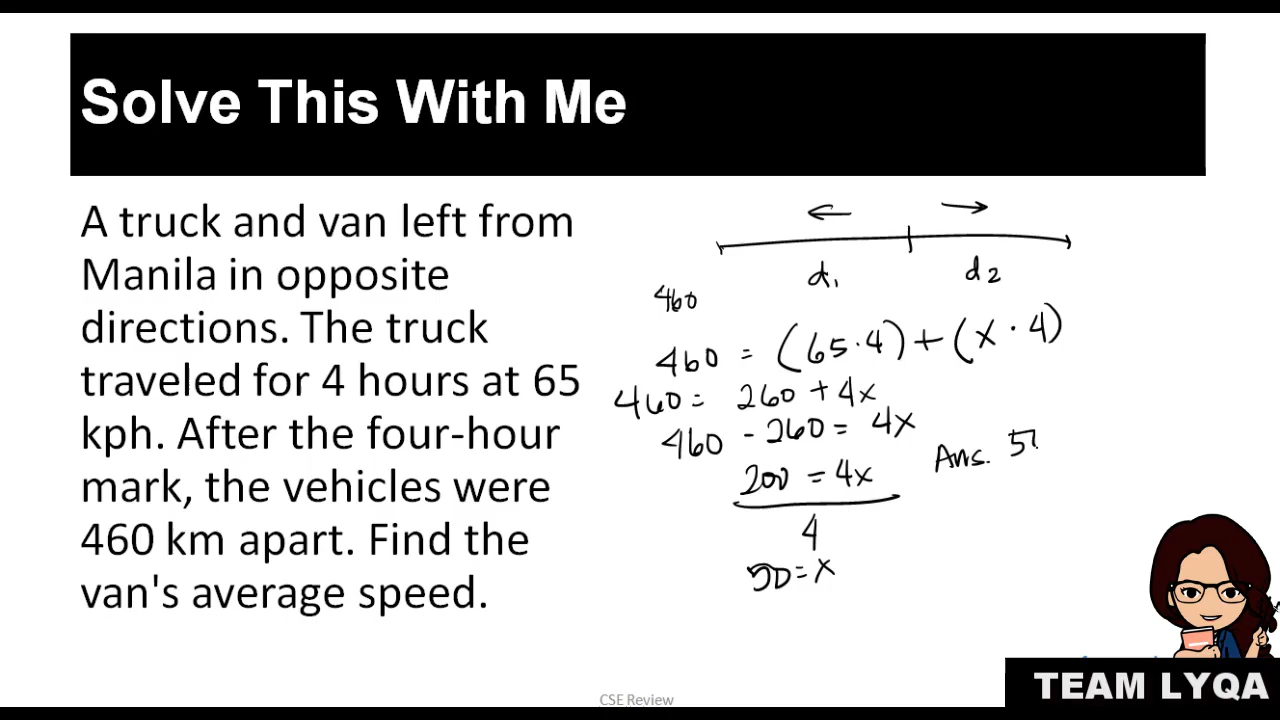 Solve This With Me
A truck and van left from
Manila in opposite
directions. The truck
traveled for 4 hours at 65
kph. After the four-hour
mark, the vehicles were
460 km apart. Find the
van's average speed.
d₁ d₂
460
460 = (65·4)+(x·4)
460 = 260 + 4x
460 - 260 = 4x
200 = 4x
4
50 = x
Ans.
CSE Review
TEAM LYQA